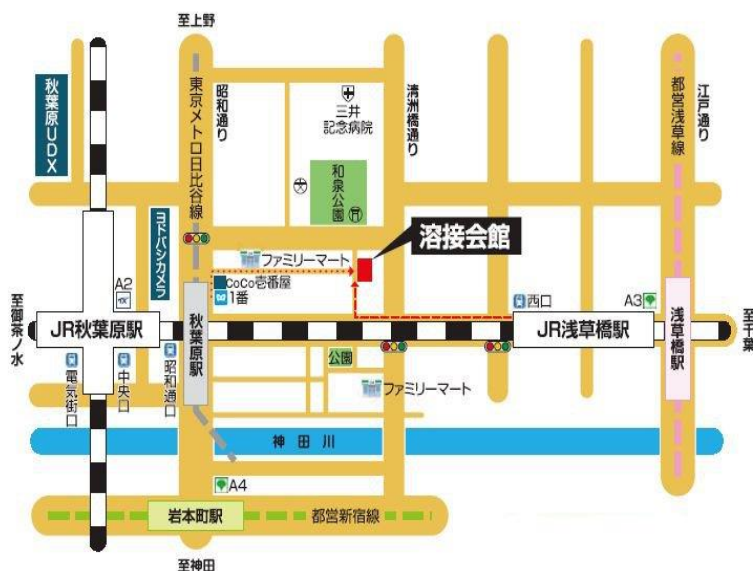 至上野
秋葉原UDX
東京メトロ日比谷線
昭和通り
三井
記念病院
清洲橋通り
都営浅草線
江戸通り
和泉公園
ヨドバシカメラ
溶接会館
ファミリーマート
CoCo壱番屋
1番
A2
至御茶ノ水
JR秋葉原駅
秋葉原駅
西口
A3
JR浅草橋駅
浅草橋駅
至千葉
電気街口
中央口
昭和通口
公園
ファミリーマート
神田川
A4
岩本町駅
都営新宿線
至神田